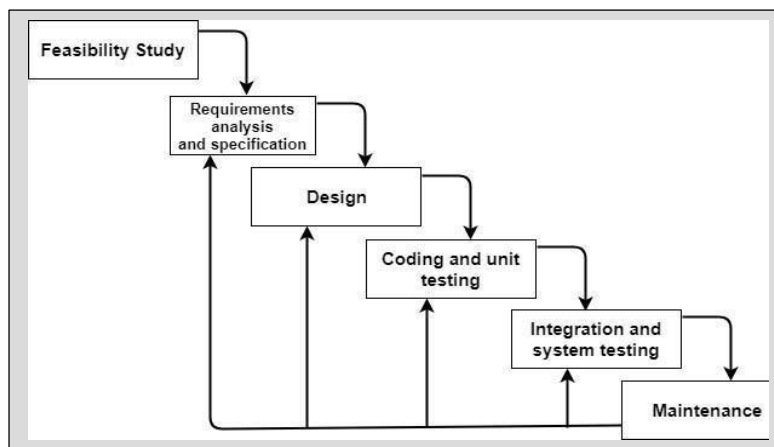 Feasibility Study
Requirements
analysis
and specification
Design
Coding and unit
testing
Integration and
system testing
Maintenance